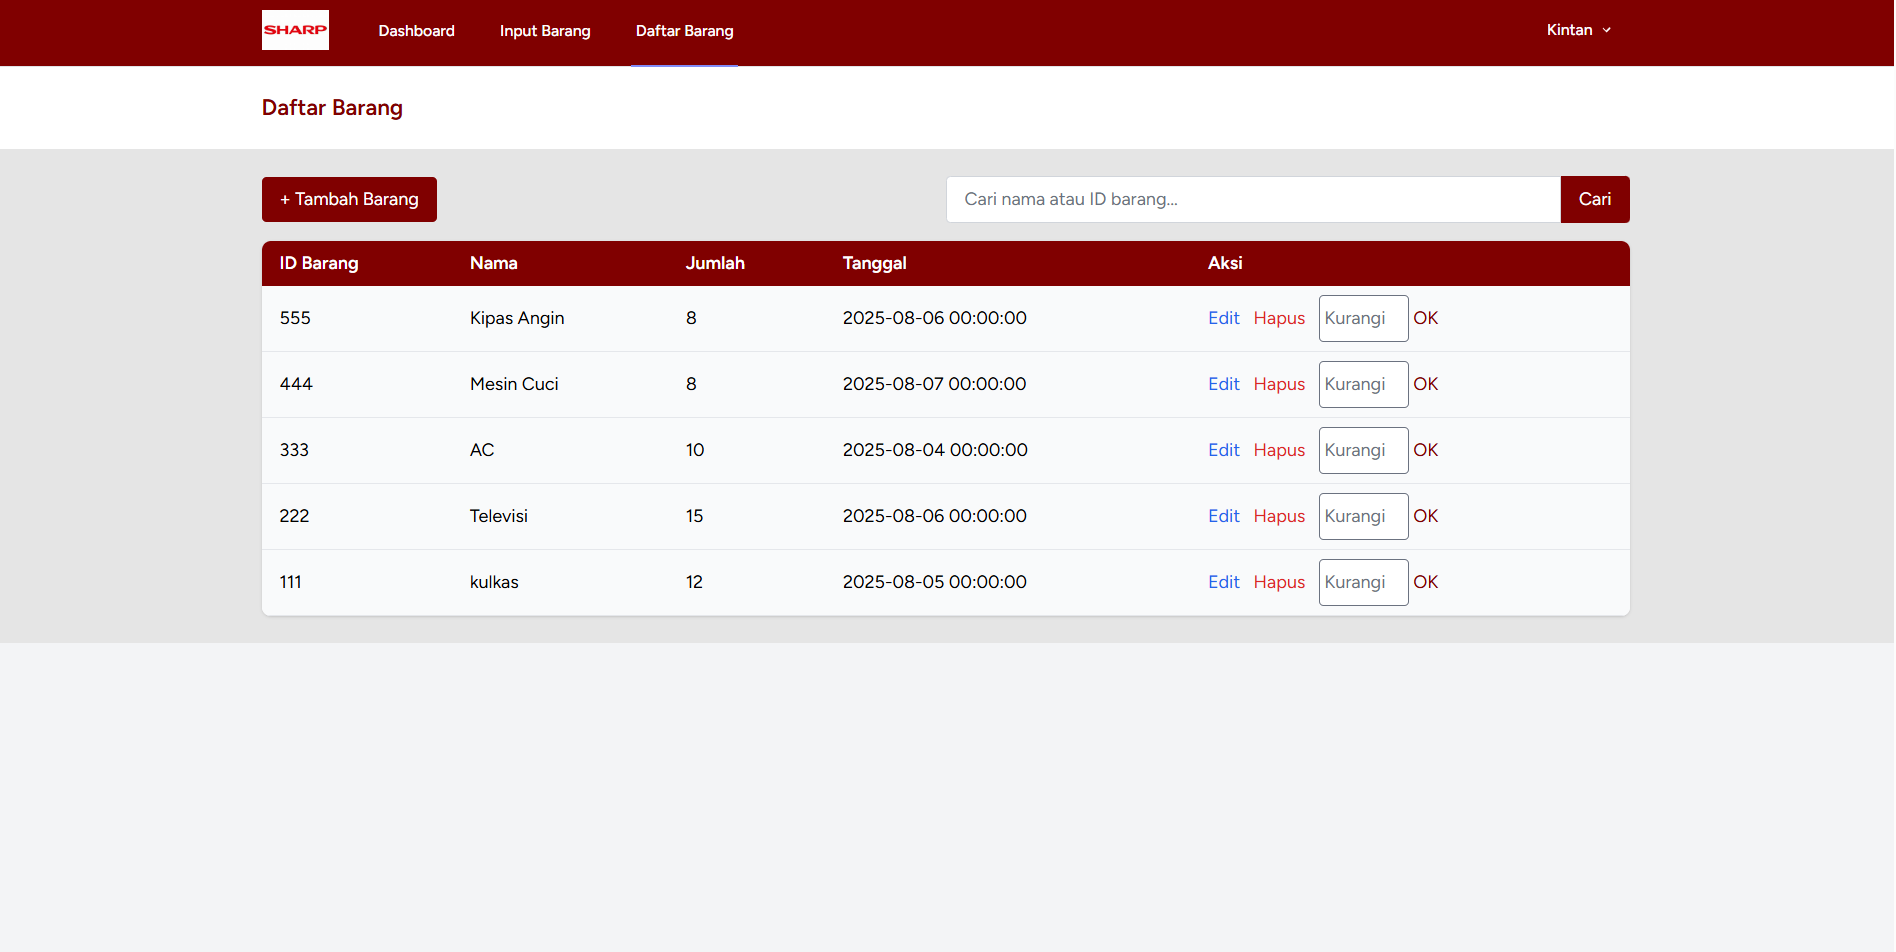 SHARP Dashboard Input Barang Daftar Barang Kintan
Daftar Barang
+ Tambah Barang Cari nama atau ID barang... Cari
ID Barang Nama Jumlah Tanggal Aksi
555 Kipas Angin 8 2025-08-06 00:00:00 Edit Hapus Kurangi OK
444 Mesin Cuci 8 2025-08-07 00:00:00 Edit Hapus Kurangi OK
333 AC 10 2025-08-04 00:00:00 Edit Hapus Kurangi OK
222 Televisi 15 2025-08-06 00:00:00 Edit Hapus Kurangi OK
111 kulkas 12 2025-08-05 00:00:00 Edit Hapus Kurangi OK